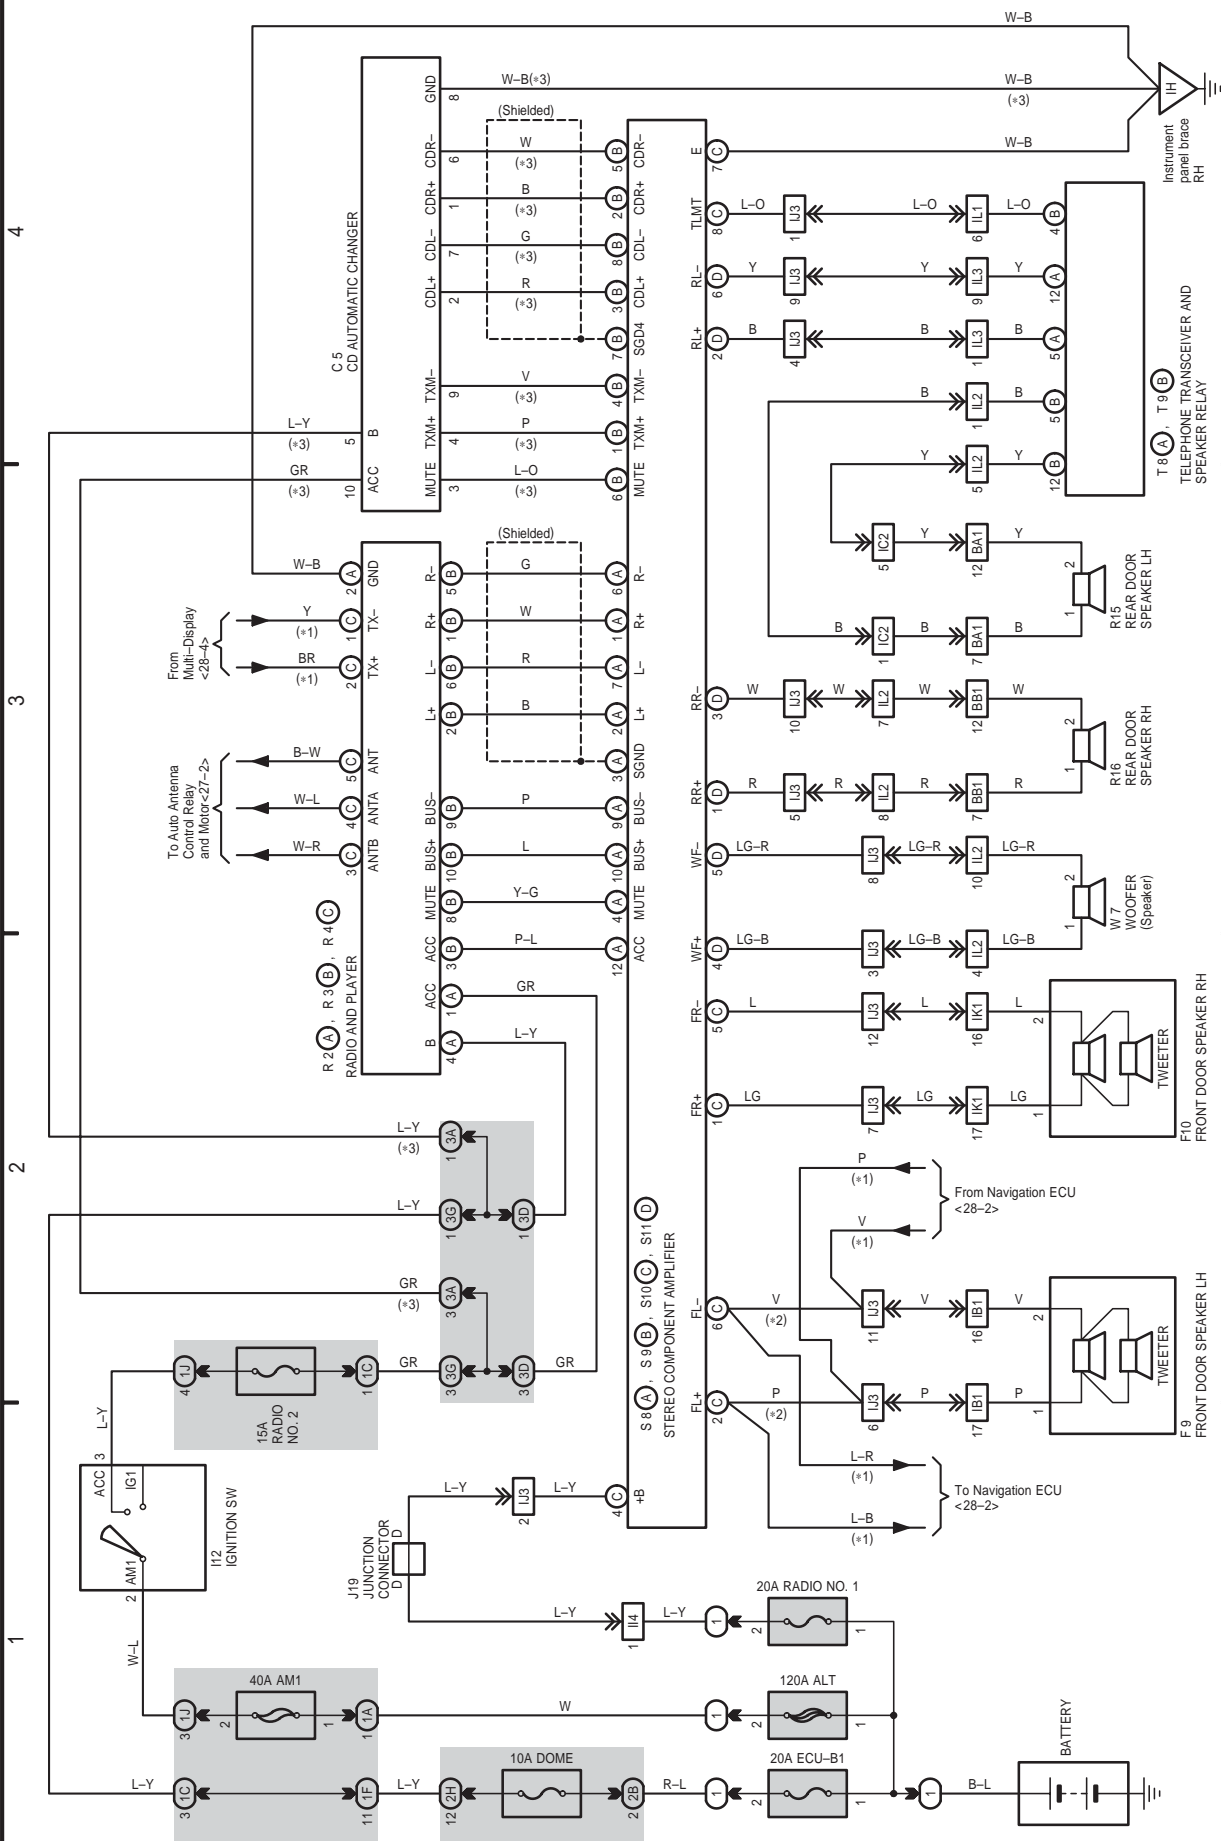 4
3
2
1
W–B
W–B(*3)
W–B
(*3)
W–B
IH
Instrument
panel brace
RH
C 5
CD AUTOMATIC CHANGER
GND
8
CDR–
6
CDR+
1
CDL–
7
CDL+
2
TXM–
9
TXM+
4
MUTE
3
B
5
ACC
10
L–Y
(*3)
GR
(*3)
(Shielded)
W
(*3)
B
(*3)
G
(*3)
R
(*3)
V
(*3)
P
(*3)
L–O
(*3)
5 B CDR–
2 B CDR+
8 B CDL–
3 B CDL+
7 B SGD4
4 B TXM–
1 B TXM+
6 B MUTE
E
7 C
TLMT
8 C
L–O
1 IJ3
L–O
6 IL1
L–O
4 B
RL–
6 D
Y
9 IJ3
Y
9 IL3
Y
12 A
RL+
2 D
B
4 IJ3
B
1 IL3
B
5 A
B
1 IL2
B
5 B
Y
5 IL2
Y
12 B
T 8 A , T 9 B
TELEPHONE TRANSCEIVER AND
SPEAKER RELAY
5 IC2
Y
12 BA1
Y
2
1 IC2
B
B
7 BA1
B
1
R15
REAR DOOR
SPEAKER LH
From
Multi–Display
<28–4>
W–B
2 A GND
Y
(*1)
1 C TX–
BR
(*1)
2 C TX+
To Auto Antenna
Control Relay
and Motor<27–2>
B–W
5 C ANT
W–L
4 C ANTA
W–R
3 C ANTB
R 2 A , R 3 B , R 4 C
RADIO AND PLAYER
(Shielded)
R–
5 B
G
6 A R–
R+
1 B
W
1 A R+
L–
6 B
R
7 A L–
L+
2 B
B
2 A L+
3 A SGND
BUS–
9 B
P
9 A BUS–
BUS+
10 B
L
10 A BUS+
MUTE
8 B
Y–G
4 A MUTE
ACC
3 B
P–L
12 A ACC
ACC
1 A
GR
B
4 A
L–Y
RR–
3 D
W
10 IJ3
W
7 IL2
W
12 BB1
W
2
RR+
1 D
R
5 IJ3
R
8 IL2
R
7 BB1
R
1
R16
REAR DOOR
SPEAKER RH
WF–
5 D
LG–R
8 IJ3
LG–R
10 IL2
LG–R
2
WF+
4 D
LG–B
3 IJ3
LG–B
4 IL2
LG–B
1
W 7
WOOFER
(Speaker)
FR–
5 C
L
12 IJ3
L
16 IK1
L
2
FR+
1 C
LG
7 IJ3
LG
17 IK1
LG
1
TWEETER
F10
FRONT DOOR SPEAKER RH
L–Y
(*3)
1 3A
L–Y
1 3G
1 3D
GR
(*3)
3 3A
GR
3 3G
3 3D
GR
S 8 A , S 9 B , S10 C , S11 D
STEREO COMPONENT AMPLIFIER
P
(*1)
V
(*1)
From Navigation ECU
<28–2>
FL–
6 C
V
(*2)
11 IJ3
V
16 IB1
V
2
FL+
2 C
P
(*2)
6 IJ3
P
17 IB1
P
1
TWEETER
F 9
FRONT DOOR SPEAKER LH
L–R
(*1)
L–B
(*1)
To Navigation ECU
<28–2>
4 1J
1 1C
15A
RADIO
NO. 2
L–Y
ACC 3
IG1
2 AM1
I12
IGNITION SW
W–L
L–Y
2 IJ3
L–Y
4 C +B
J19
JUNCTION
CONNECTOR
D D
L–Y
1 II4
L–Y
1
20A RADIO NO. 1
2 1
40A AM1
3 1J
2 1
1 1A
W
1
120A ALT
2 1
L–Y
3 1C
11 1F
L–Y
12 2H
10A DOME
2 2B
R–L
1
20A ECU–B1
2 1
1
B–L
BATTERY